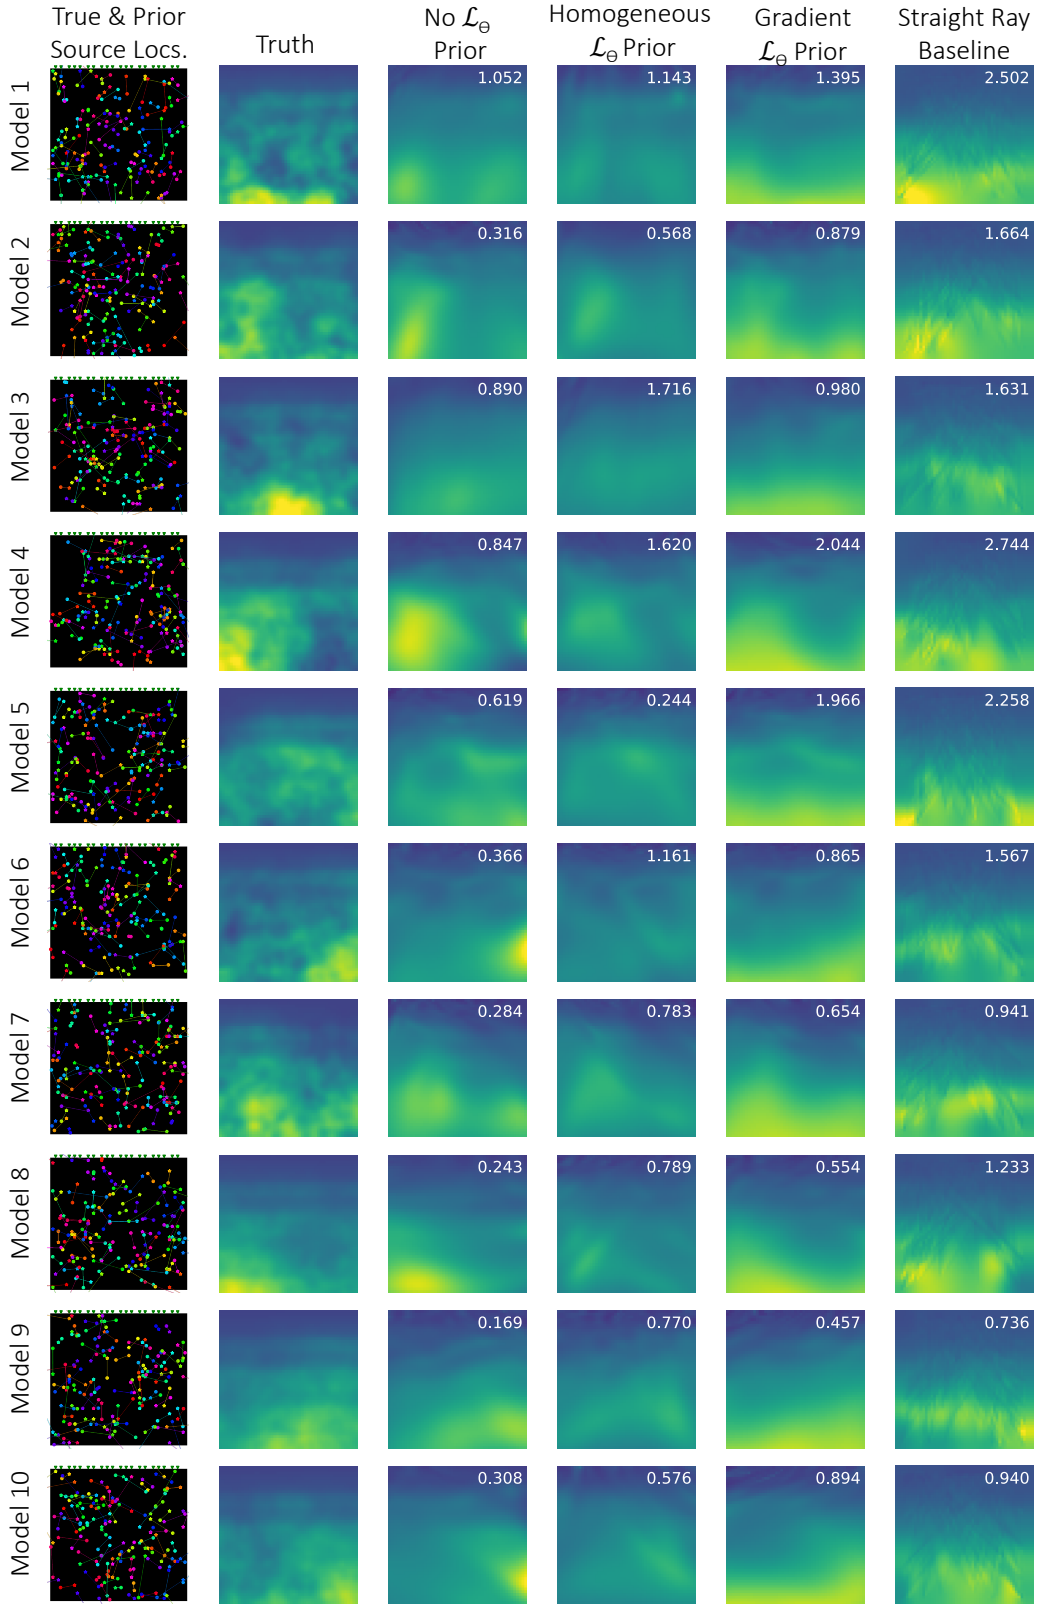 True & Prior
Source Locs.
Truth
No ℒ_Θ
Prior
Homogeneous
ℒ_Θ Prior
Gradient
ℒ_Θ Prior
Straight Ray
Baseline
Model 1
1.052 1.143 1.395 2.502
Model 2
0.316 0.568 0.879 1.664
Model 3
0.890 1.716 0.980 1.631
Model 4
0.847 1.620 2.044 2.744
Model 5
0.619 0.244 1.966 2.258
Model 6
0.366 1.161 0.865 1.567
Model 7
0.284 0.783 0.654 0.941
Model 8
0.243 0.789 0.554 1.233
Model 9
0.169 0.770 0.457 0.736
Model 10
0.308 0.576 0.894 0.940